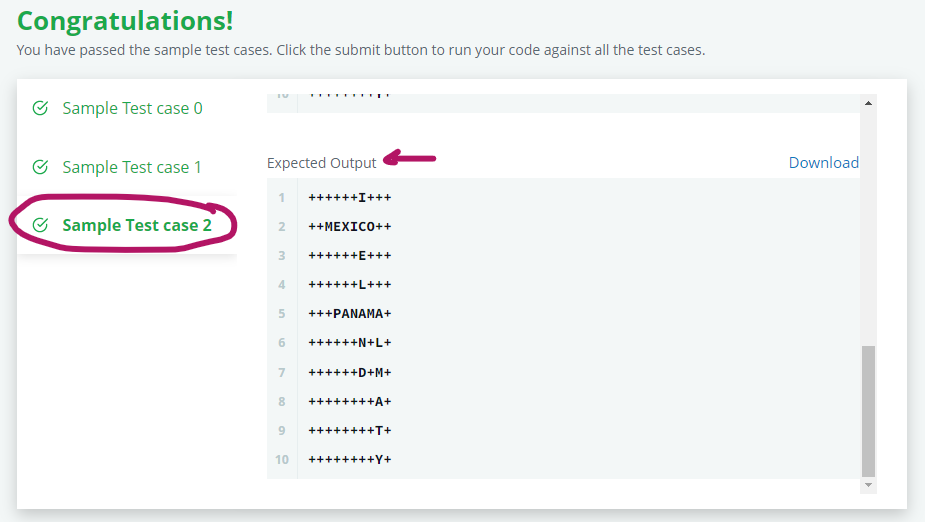 Congratulations!
You have passed the sample test cases. Click the submit button to run your code against all the test cases.
Sample Test case 0
Sample Test case 1
Sample Test case 2
Expected Output
Download
1 ++++++I+++
2 ++MEXICO++
3 ++++++E+++
4 ++++++L+++
5 +++PANAMA+
6 ++++++N+L+
7 ++++++D+M+
8 ++++++++A+
9 ++++++++T+
10 ++++++++Y+